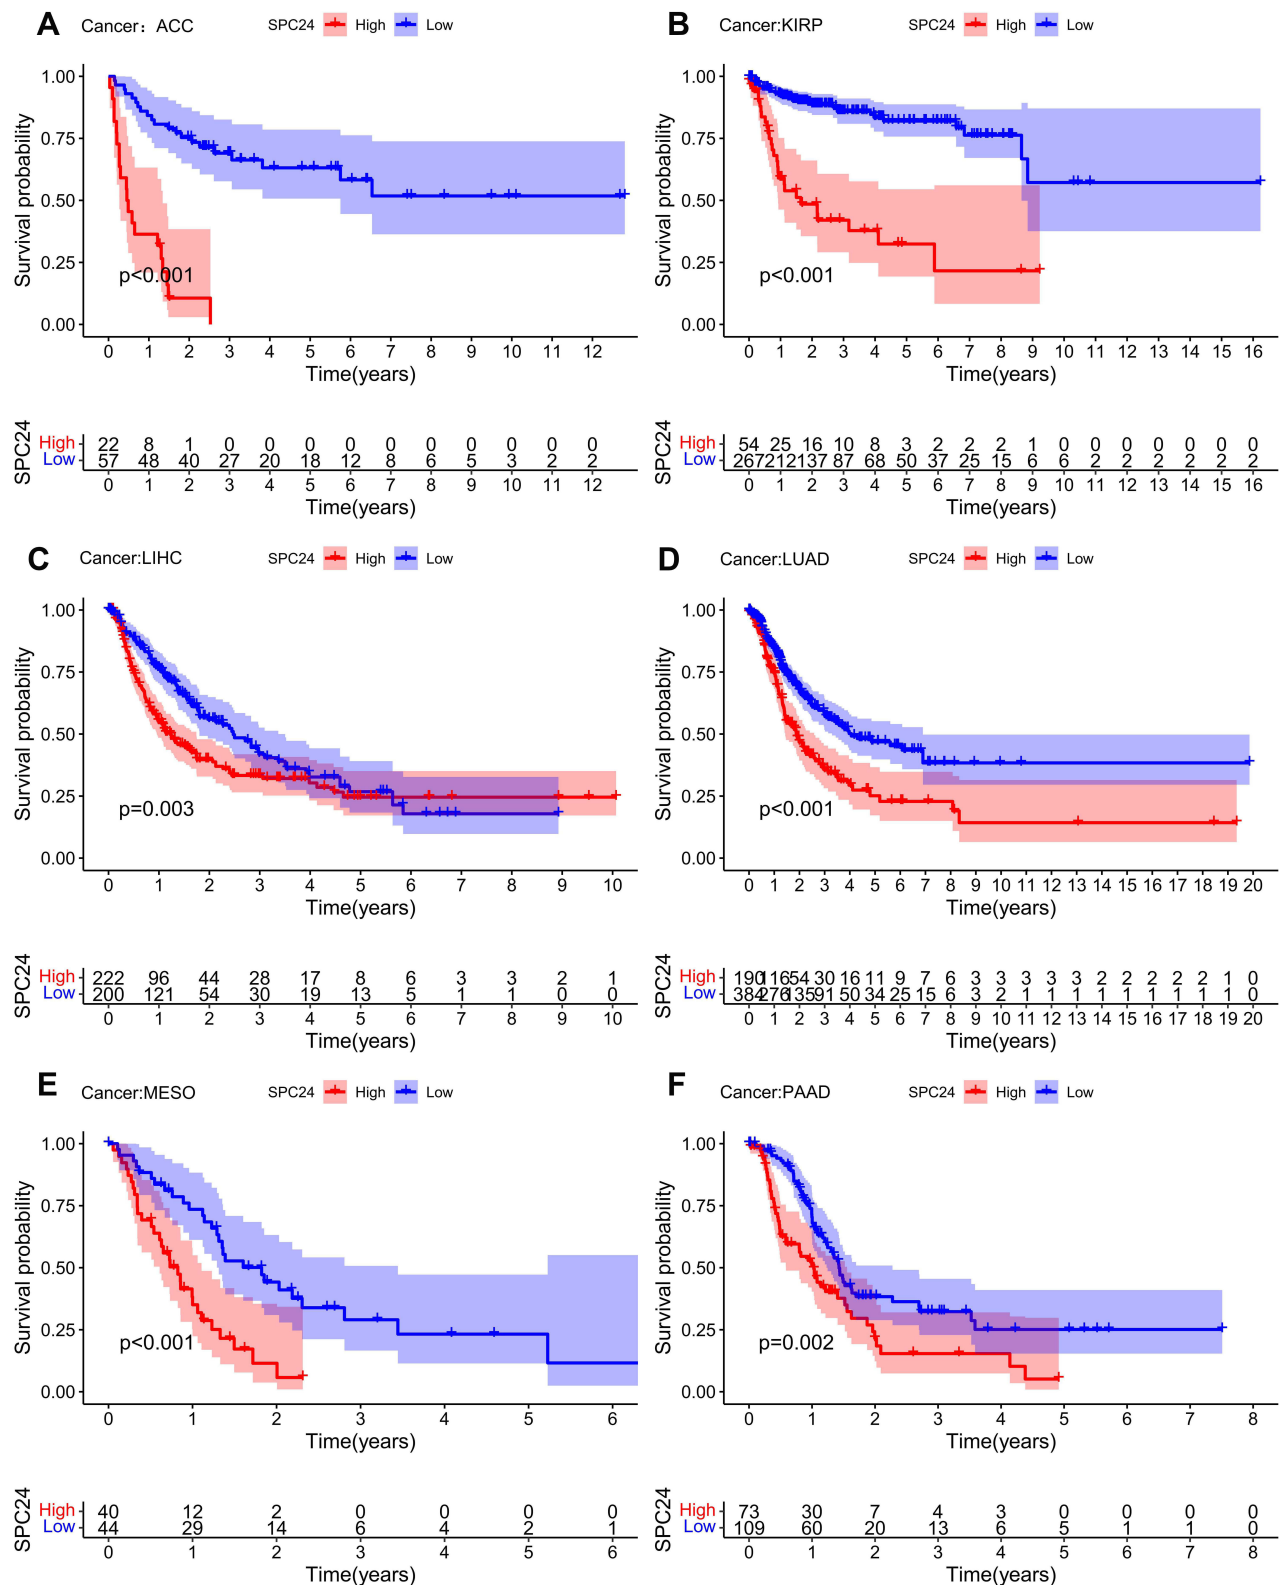 A Cancer：ACC SPC24 High Low
Survival probability
1.00
0.75
0.50
0.25
0.00
p<0.001
0 1 2 3 4 5 6 7 8 9 10 11 12
Time(years)
SPC24
High 22 8 1 0 0 0 0 0 0 0 0 0 0
Low 57 48 40 27 20 18 12 8 6 5 3 2 2
0 1 2 3 4 5 6 7 8 9 10 11 12
Time(years)
B Cancer:KIRP SPC24 High Low
Survival probability
1.00
0.75
0.50
0.25
0.00
p<0.001
0 1 2 3 4 5 6 7 8 9 10 11 12 13 14 15 16
Time(years)
SPC24
High 54 25 16 10 8 3 2 2 2 1 0 0 0 0 0 0 0
Low 267 212 137 87 68 50 37 25 15 6 6 2 2 2 2 2 2
0 1 2 3 4 5 6 7 8 9 10 11 12 13 14 15 16
Time(years)
C Cancer:LIHC SPC24 High Low
Survival probability
1.00
0.75
0.50
0.25
0.00
p=0.003
0 1 2 3 4 5 6 7 8 9 10
Time(years)
SPC24
High 222 96 44 28 17 8 6 3 3 2 1
Low 200 121 54 30 19 13 5 1 1 0 0
0 1 2 3 4 5 6 7 8 9 10
Time(years)
D Cancer:LUAD SPC24 High Low
Survival probability
1.00
0.75
0.50
0.25
0.00
p<0.001
0 1 2 3 4 5 6 7 8 9 10 11 12 13 14 15 16 17 18 19 20
Time(years)
SPC24
High 190 116 54 30 16 11 9 7 6 3 3 3 3 3 2 2 2 2 2 1 0
Low 384 276 135 91 50 34 25 15 6 3 2 1 1 1 1 1 1 1 1 1 0
0 1 2 3 4 5 6 7 8 9 10 11 12 13 14 15 16 17 18 19 20
Time(years)
E Cancer:MESO SPC24 High Low
Survival probability
1.00
0.75
0.50
0.25
0.00
p<0.001
0 1 2 3 4 5 6
Time(years)
SPC24
High 40 12 2 0 0 0 0
Low 44 29 14 6 4 2 1
0 1 2 3 4 5 6
Time(years)
F Cancer:PAAD SPC24 High Low
Survival probability
1.00
0.75
0.50
0.25
0.00
p=0.002
0 1 2 3 4 5 6 7 8
Time(years)
SPC24
High 73 30 7 4 3 0 0 0 0
Low 109 60 20 13 6 5 1 1 0
0 1 2 3 4 5 6 7 8
Time(years)